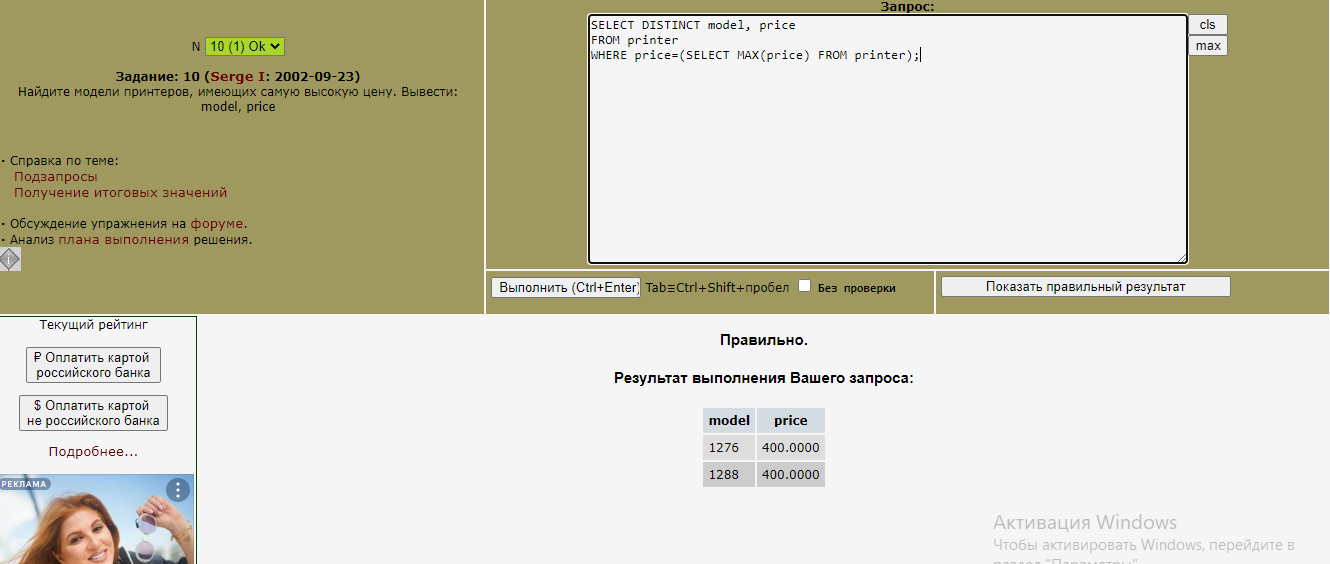 N 10 (1) Ok
Задание: 10 (Serge I: 2002-09-23)
Найдите модели принтеров, имеющих самую высокую цену. Вывести:
model, price
· Справка по теме:
Подзапросы
Получение итоговых значений
· Обсуждение упражнения на форуме.
· Анализ плана выполнения решения.
i
Запрос:
SELECT DISTINCT model, price
FROM printer
WHERE price=(SELECT MAX(price) FROM printer);
cls
max
Выполнить (Ctrl+Enter) Tab≡Ctrl+Shift+пробел Без проверки
Показать правильный результат
Текущий рейтинг
₽ Оплатить картой
российского банка
$ Оплатить картой
не российского банка
Подробнее...
РЕКЛАМА
Правильно.
Результат выполнения Вашего запроса:
model price
1276 400.0000
1288 400.0000
Активация Windows
Чтобы активировать Windows, перейдите в
раздел "Параметры".